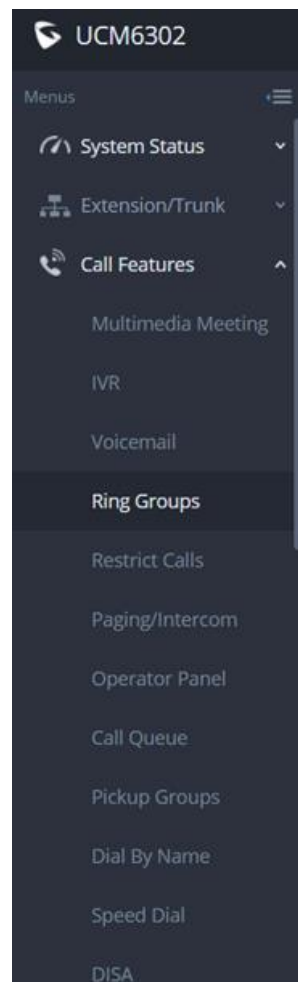 UCM6302
Menus
System Status
Extension/Trunk
Call Features
Multimedia Meeting
IVR
Voicemail
Ring Groups
Restrict Calls
Paging/Intercom
Operator Panel
Call Queue
Pickup Groups
Dial By Name
Speed Dial
DISA